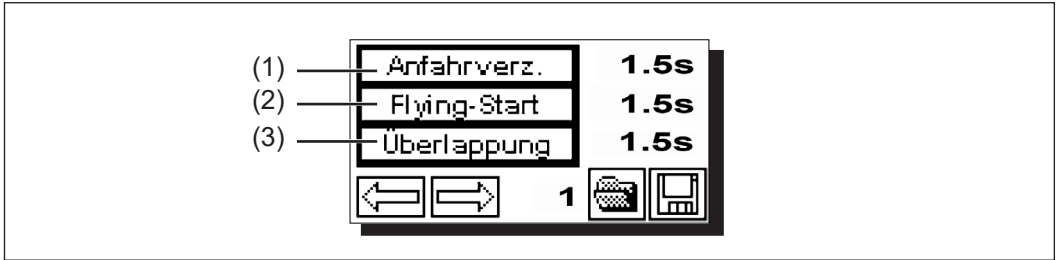 (1) Anfahrverz. 1.5s
(2) Flying-Start 1.5s
(3) Überlappung 1.5s
1